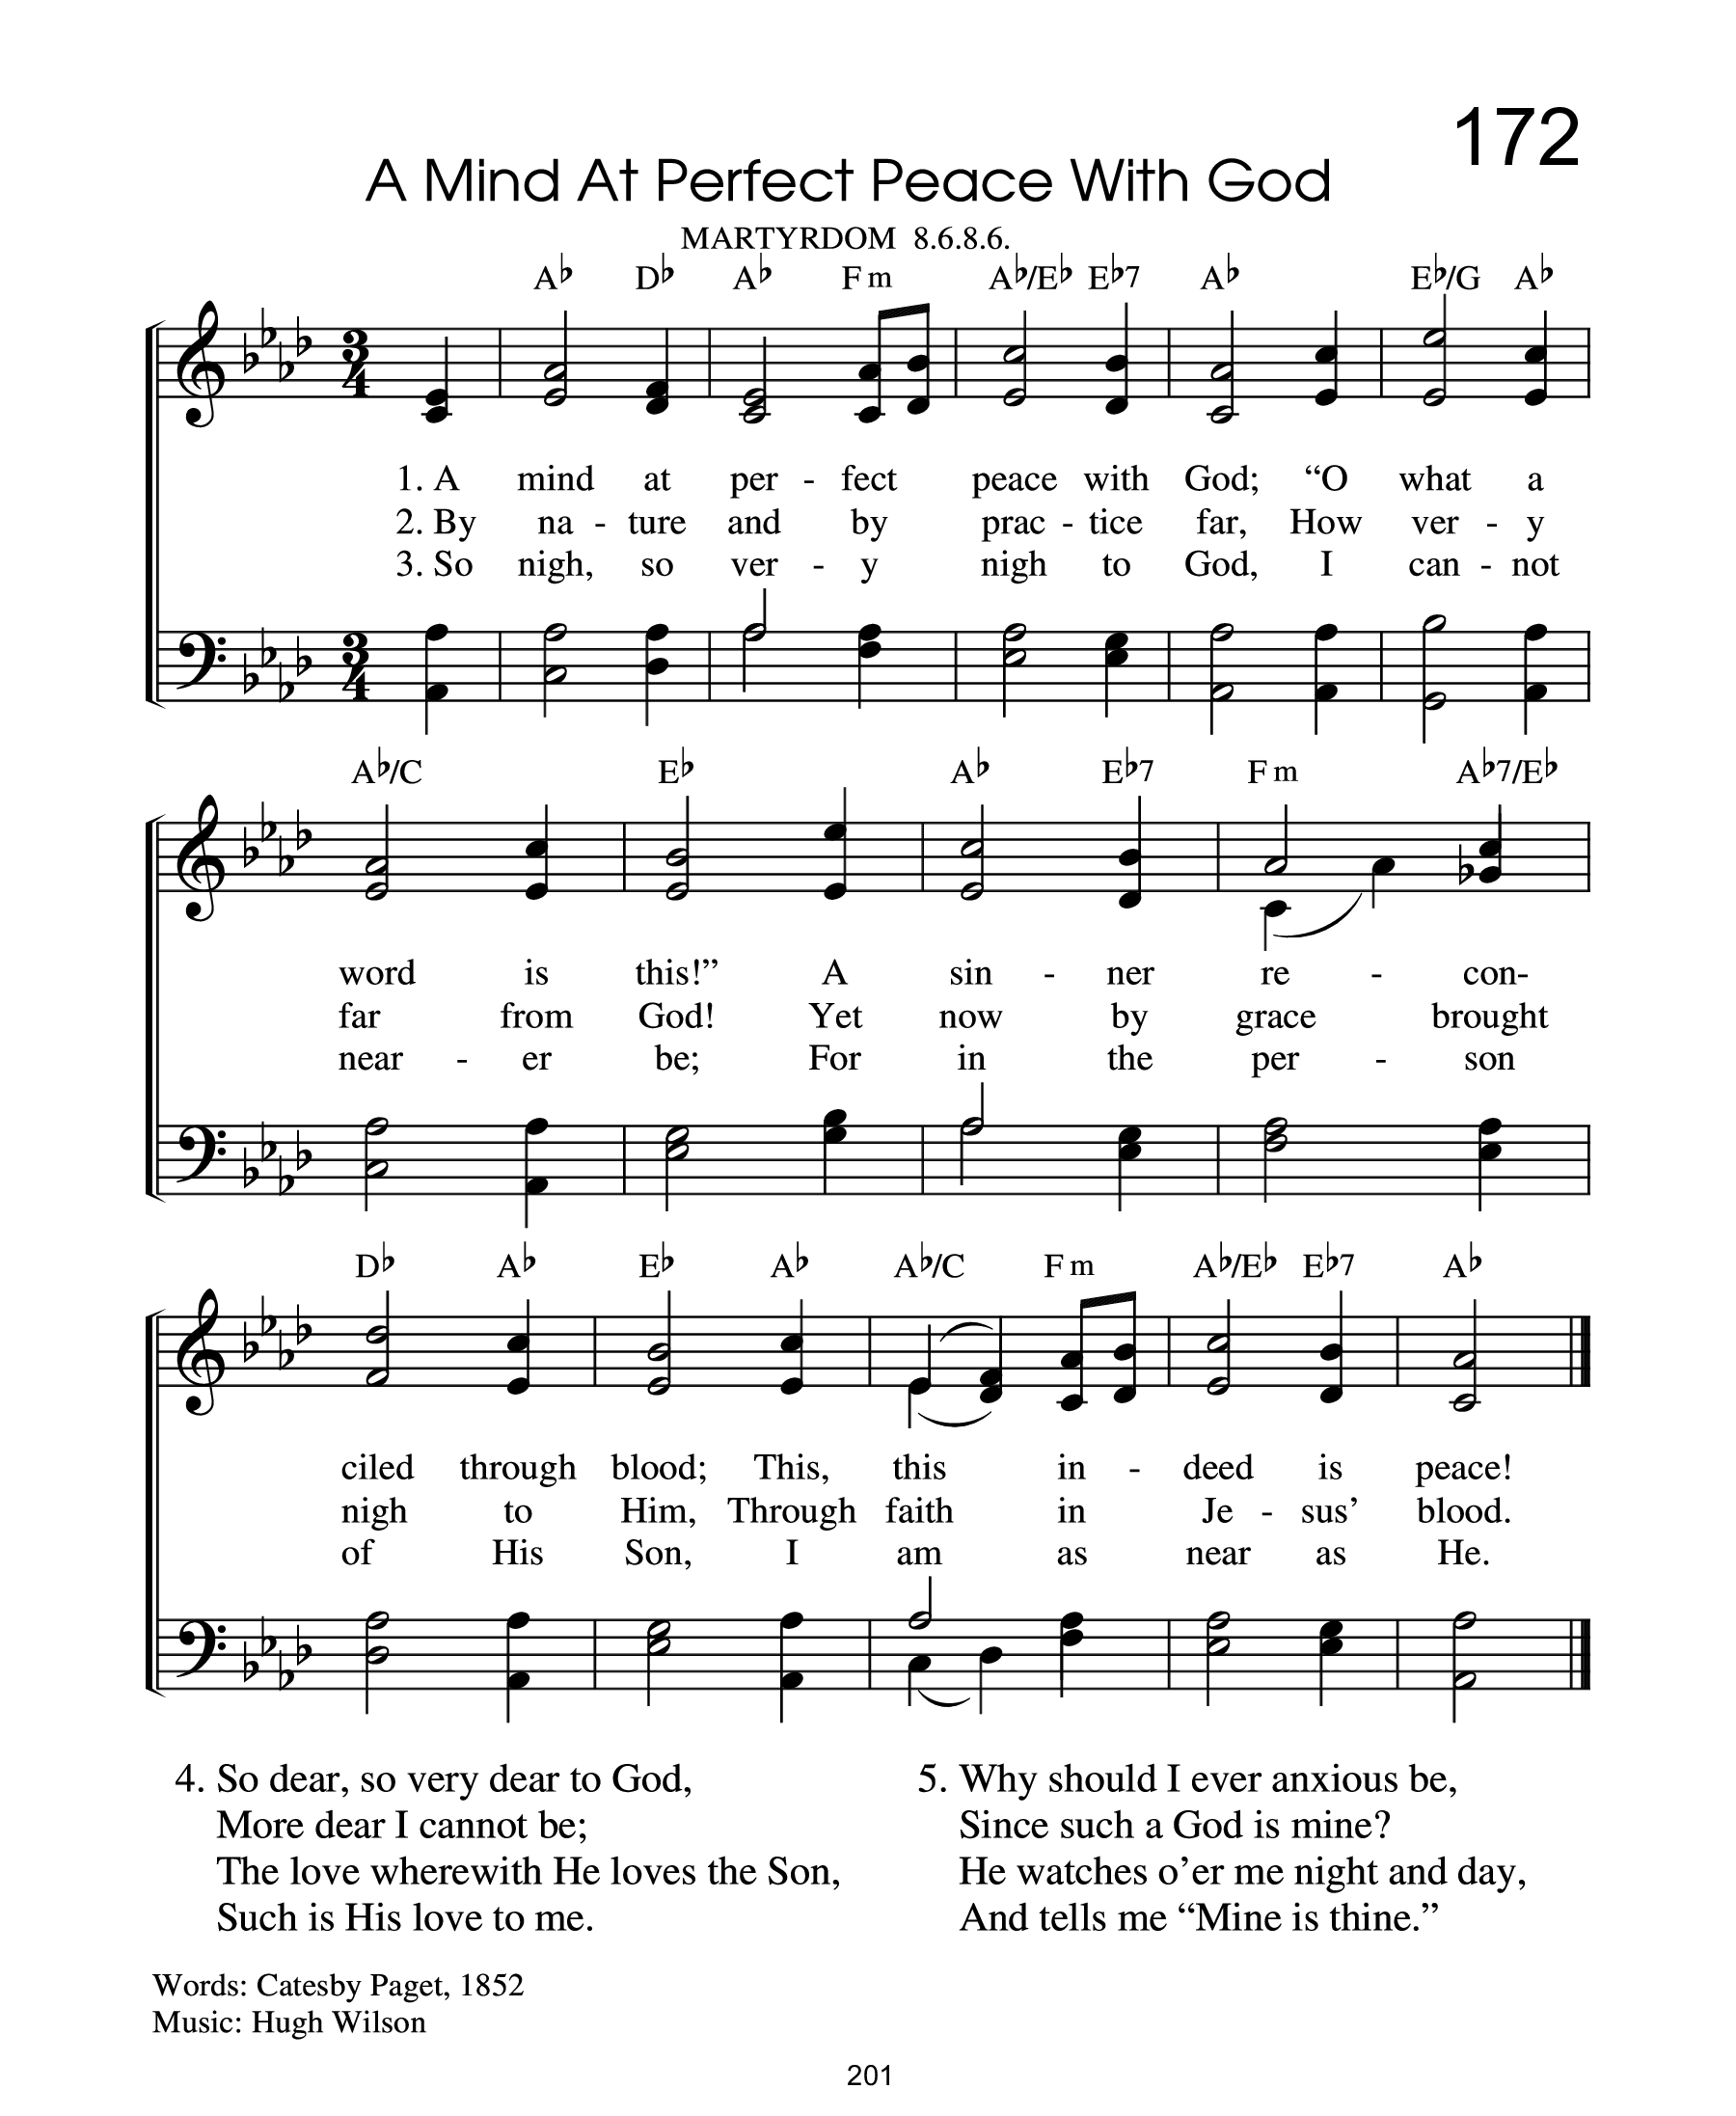 172
A Mind At Perfect Peace With God
MARTYRDOM 8.6.8.6.
A♭ D♭ A♭ F m A♭/E♭ E♭7 A♭ E♭/G A♭
1. A mind at per - fect peace with God; “O what a
2. By na - ture and by prac - tice far, How ver - y
3. So nigh, so ver - y nigh to God, I can - not
A♭/C E♭ A♭ E♭7 F m A♭7/E♭
word is this!” A sin - ner re - con-
far from God! Yet now by grace brought
near - er be; For in the per - son
D♭ A♭ E♭ A♭ A♭/C F m A♭/E♭ E♭7 A♭
ciled through blood; This, this in - deed is peace!
nigh to Him, Through faith in Je - sus’ blood.
of His Son, I am as near as He.
4. So dear, so very dear to God,
More dear I cannot be;
The love wherewith He loves the Son,
Such is His love to me.
5. Why should I ever anxious be,
Since such a God is mine?
He watches o’er me night and day,
And tells me “Mine is thine.”
Words: Catesby Paget, 1852
Music: Hugh Wilson
201